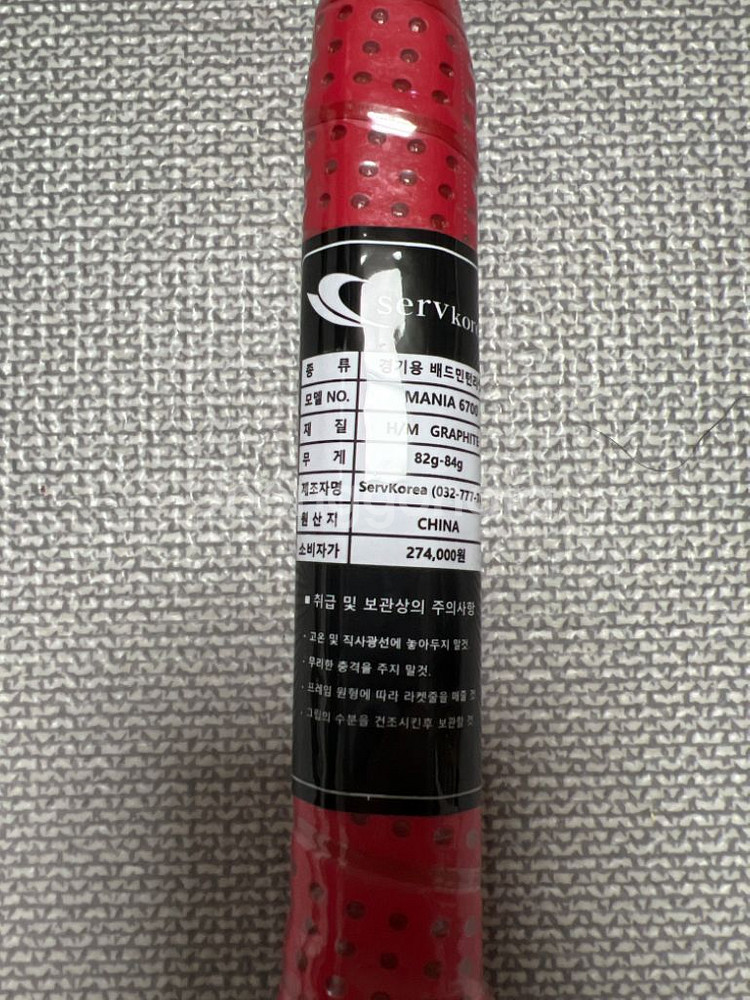 servkor
종 류 경기용 배드민턴
모델 NO. MANIA 6700
재 질 H/M GRAPHITE
무 게 82g-84g
제조자명 ServKorea (032-777-
원산지 CHINA
소비자가 274,000원
■ 취급 및 보관상의 주의사항
· 고온 및 직사광선에 놓아두지 말것.
· 무리한 충격을 주지 말것.
· 프레임 원형에 따라 라켓줄을 매줄 것
· 그립의 수분을 건조시킨후 보관할 것